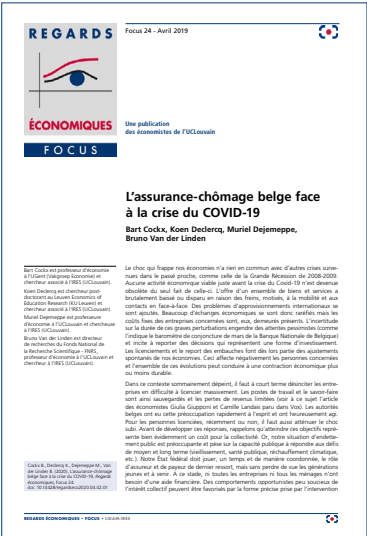 REGARDS
ÉCONOMIQUES
FOCUS
Focus 24 - Avril 2019
Une publication
des économistes de l'UCLouvain
L'assurance-chômage belge face
à la crise du COVID-19
Bart Cockx, Koen Declercq, Muriel Dejemeppe,
Bruno Van der Linden
Bart Cockx est professeur d'économie
à l'UGent (Vakgroep Economie) et
chercheur associé à l'IRES (UCLouvain).
Koen Declercq est chercheur post-
doctorant au Leuven Economics of
Education Research (KU Leuven) et
chercheur associé à l'IRES (UCLouvain).
Muriel Dejemeppe est professeure
d'économie à l'UCLouvain et chercheuse
à l'IRES (UCLouvain).
Bruno Van der Linden est directeur
de recherches du Fonds National de
la Recherche Scientifique - FNRS,
professeur d'économie à l'UCLouvain et
chercheur à l'IRES (UCLouvain).
Cockx B., Declercq K., Dejemeppe M., Van
der Linden B. (2020), L'assurance-chômage
belge face à la crise du COVID-19, Regards
économiques, Focus 24.
Le choc qui frappe nos économies n'a rien en commun avec d'autres crises surve-
nues dans le passé proche, comme celle de la Grande Récession de 2008-2009.
Aucune activité économique viable juste avant la crise du Covid-19 n'est devenue
obsolète du seul fait de celle-ci. L'offre d'un ensemble de biens et services a
brutalement baissé ou disparu en raison des freins, motivés, à la mobilité et aux
contacts en face-à-face. Des problèmes d'approvisionnements internationaux se
sont ajoutés. Beaucoup d'échanges économiques se sont donc raréfiés mais les
coûts fixes des entreprises concernées sont, eux, demeurés présents. L'incertitude
sur la durée de ces graves perturbations engendre des attentes pessimistes (comme
l'indique le baromètre de conjoncture de mars de la Banque Nationale de Belgique)
et incite à reporter des décisions qui représentent une forme d'investissement.
Les licenciements et le report des embauches font dès lors partie des ajustements
spontanés de nos économies. Ceci affecte négativement les personnes concernées
et l'ensemble de ces évolutions peut conduire à une contraction économique plus
ou moins durable.
Dans ce contexte sommairement dépeint, il faut à court terme désinciter les entre-
prises en difficulté à licencier massivement. Les postes de travail et le savoir-faire
sont ainsi sauvegardés et les pertes de revenus limitées (voir à ce sujet l'article
des économistes Giulia Giupponi et Camille Landais paru dans Vox). Les autorités
belges ont eu cette préoccupation rapidement à l'esprit et ont heureusement agi.
Pour les personnes licenciées, récemment ou non, il faut aussi atténuer le choc
subi. Avant de développer ces réponses, rappelons qu'atteindre ces objectifs repré-
sente bien évidemment un coût pour la collectivité. Or, notre situation d'endette-
ment public est préoccupante et pèse sur la capacité publique à répondre aux défis
de moyen et long terme (vieillissement, santé publique, réchauffement climatique,
etc.). Notre État fédéral doit jouer, un temps et de manière coordonnée, le rôle
d'assureur et de payeur de dernier ressort, mais sans perdre de vue les générations
jeunes et à venir. A ce stade, ni toutes les entreprises ni tous les ménages n'ont
besoin d'une aide financière. Des comportements opportunistes peu soucieux de
l'intérêt collectif peuvent être favorisés par la forme précise prise par l'intervention
REGARDS ÉCONOMIQUES - FOCUS